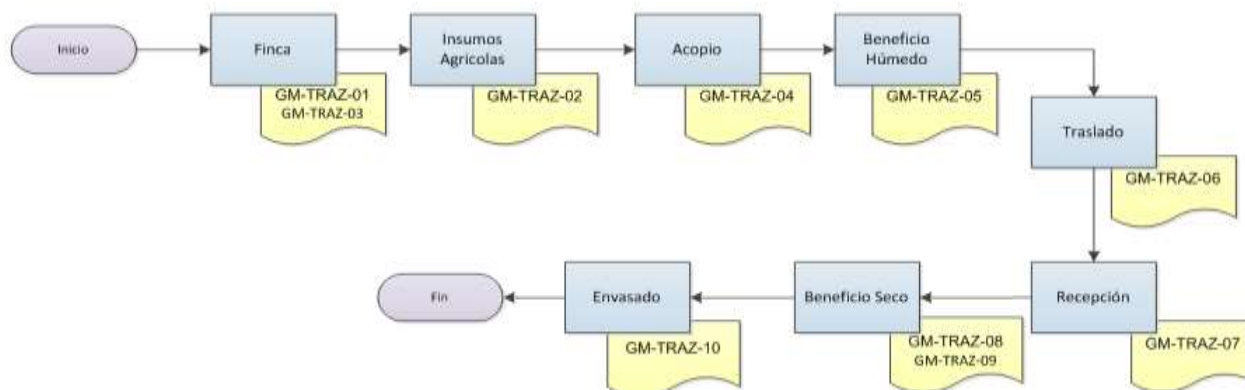 Inicio
Finca
GM-TRAZ-01
GM-TRAZ-03
Insumos
Agricolas
GM-TRAZ-02
Acopio
GM-TRAZ-04
Beneficio
Húmedo
GM-TRAZ-05
Traslado
GM-TRAZ-06
Recepción
GM-TRAZ-07
Beneficio Seco
GM-TRAZ-08
GM-TRAZ-09
Envasado
GM-TRAZ-10
Fin